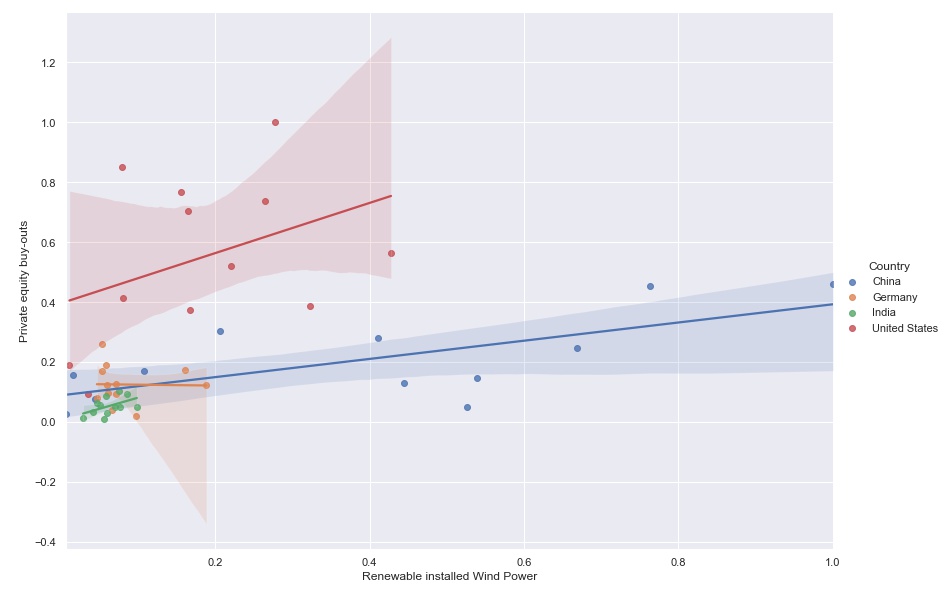 1.2
1.0
0.8
0.6
0.4
0.2
0.0
−0.2
−0.4
Private equity buy-outs
0.2
0.4
0.6
0.8
1.0
Renewable installed Wind Power
Country
China
Germany
India
United States